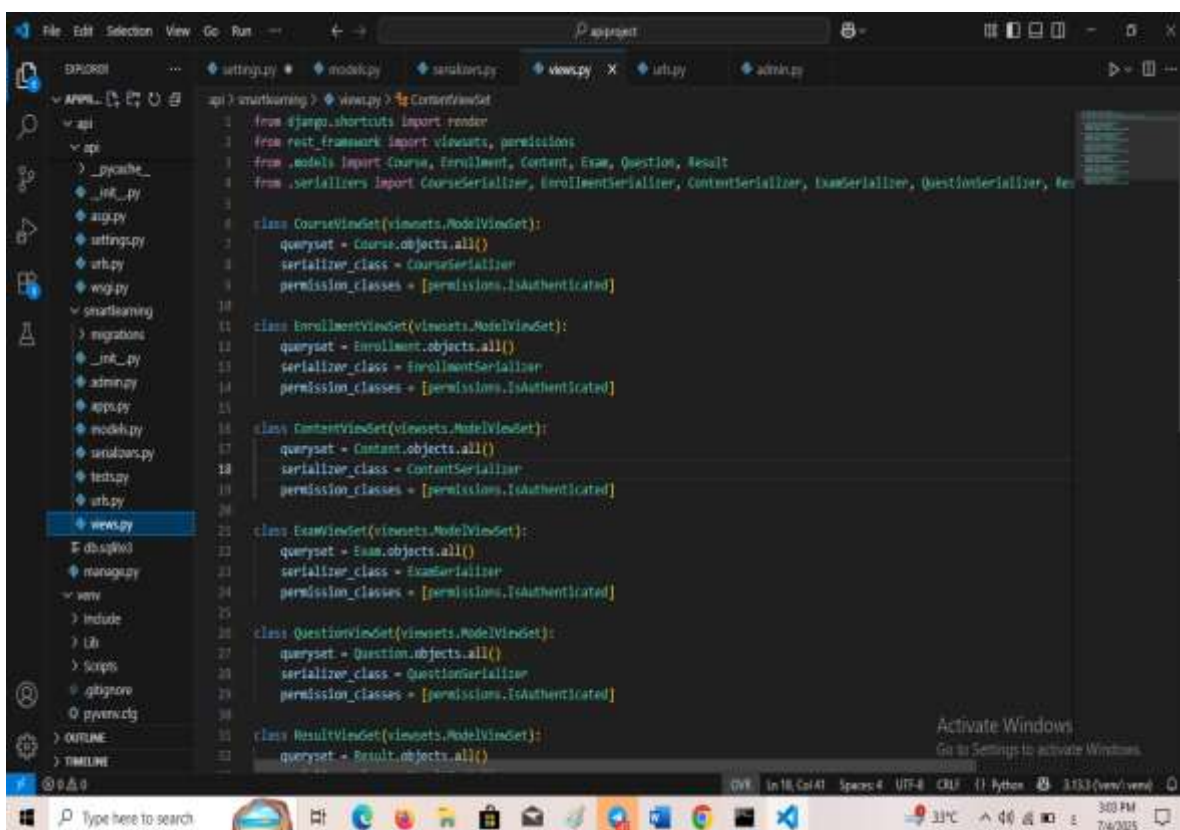 File Edit Selection View Go Run ... apiproject
EXPLORER ...
settings.py models.py serializers.py views.py X urls.py admin.py
api > smartlearning > views.py > ContentViewSet
api
api
__pycache__
__init__.py
asgi.py
settings.py
urls.py
wsgi.py
smartlearning
migrations
__init__.py
admin.py
apps.py
models.py
serializers.py
tests.py
urls.py
views.py
db.sqlite3
manage.py
venv
Include
Lib
Scripts
.gitignore
pyvenv.cfg
OUTLINE
TIMELINE
1 from django.shortcuts import render
2 from rest_framework import viewsets, permissions
3 from .models import Course, Enrollment, Content, Exam, Question, Result
4 from .serializers import CourseSerializer, EnrollmentSerializer, ContentSerializer, ExamSerializer, QuestionSerializer, Res
5
6 class CourseViewSet(viewsets.ModelViewSet):
7 queryset = Course.objects.all()
8 serializer_class = CourseSerializer
9 permission_classes = [permissions.IsAuthenticated]
10
11 class EnrollmentViewSet(viewsets.ModelViewSet):
12 queryset = Enrollment.objects.all()
13 serializer_class = EnrollmentSerializer
14 permission_classes = [permissions.IsAuthenticated]
15
16 class ContentViewSet(viewsets.ModelViewSet):
17 queryset = Content.objects.all()
18 serializer_class = ContentSerializer
19 permission_classes = [permissions.IsAuthenticated]
20
21 class ExamViewSet(viewsets.ModelViewSet):
22 queryset = Exam.objects.all()
23 serializer_class = ExamSerializer
24 permission_classes = [permissions.IsAuthenticated]
25
26 class QuestionViewSet(viewsets.ModelViewSet):
27 queryset = Question.objects.all()
28 serializer_class = QuestionSerializer
29 permission_classes = [permissions.IsAuthenticated]
30
31 class ResultViewSet(viewsets.ModelViewSet):
32 queryset = Result.objects.all()
Activate Windows
Go to Settings to activate Windows.
0 0 OVR Ln 18, Col 41 Spaces: 4 UTF-8 CRLF Python 3.13.3 (venv)
Type here to search 33°C 3:03 PM
7/4/2025